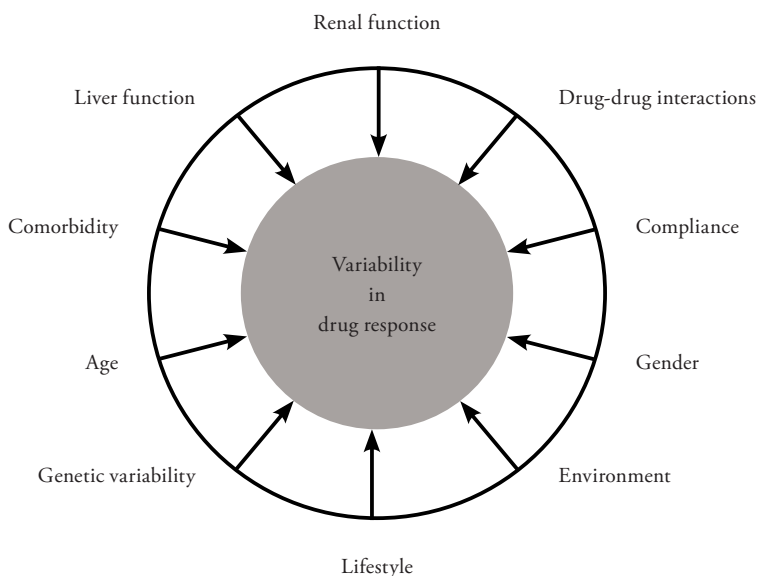 Renal function
Liver function
Drug-drug interactions
Comorbidity
Compliance
Variability
in
drug response
Age
Gender
Genetic variability
Environment
Lifestyle